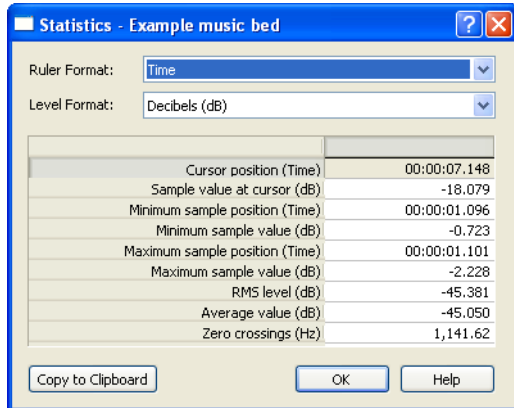 Statistics - Example music bed
Ruler Format: Time
Level Format: Decibels (dB)
Cursor position (Time) 00:00:07.148
Sample value at cursor (dB) -18.079
Minimum sample position (Time) 00:00:01.096
Minimum sample value (dB) -0.723
Maximum sample position (Time) 00:00:01.101
Maximum sample value (dB) -2.228
RMS level (dB) -45.381
Average value (dB) -45.050
Zero crossings (Hz) 1,141.62
Copy to Clipboard OK Help